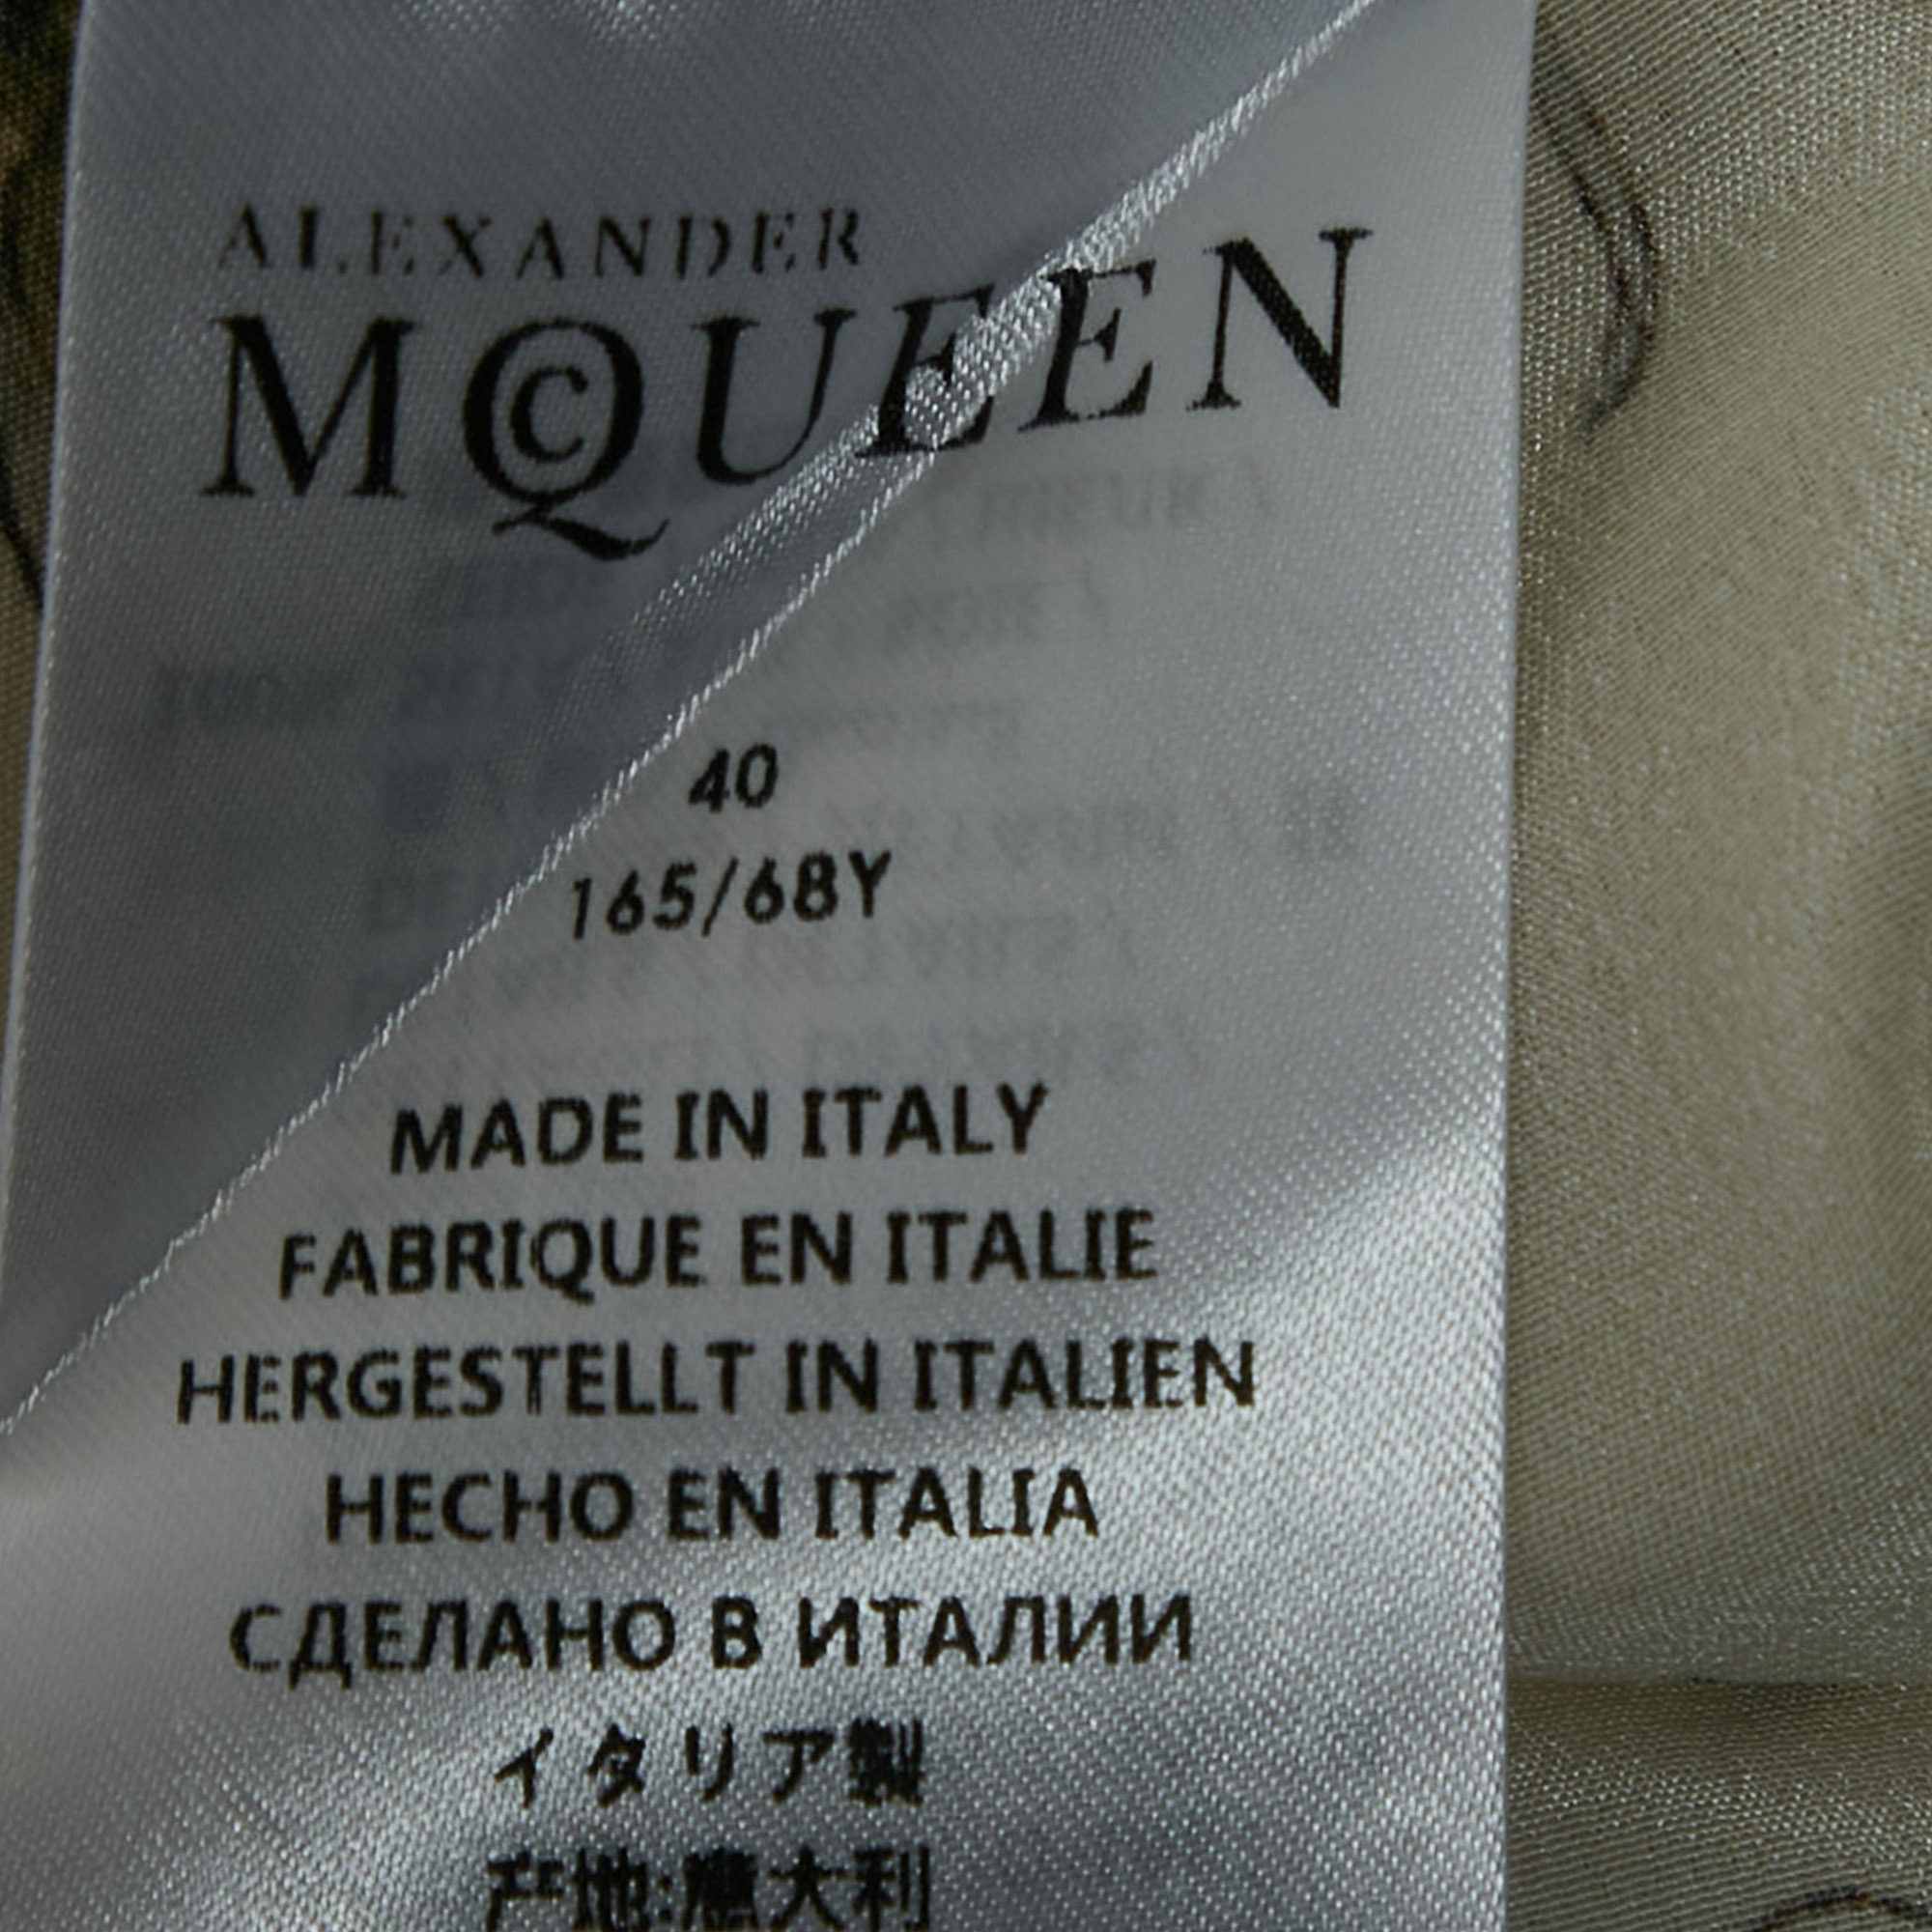 ALEXANDER
M©QUEEN
40
165/68Y
MADE IN ITALY
FABRIQUE EN ITALIE
HERGESTELLT IN ITALIEN
HECHO EN ITALIA
СДЕЛАНО В ИТАЛИИ
イタリア製
产地:意大利